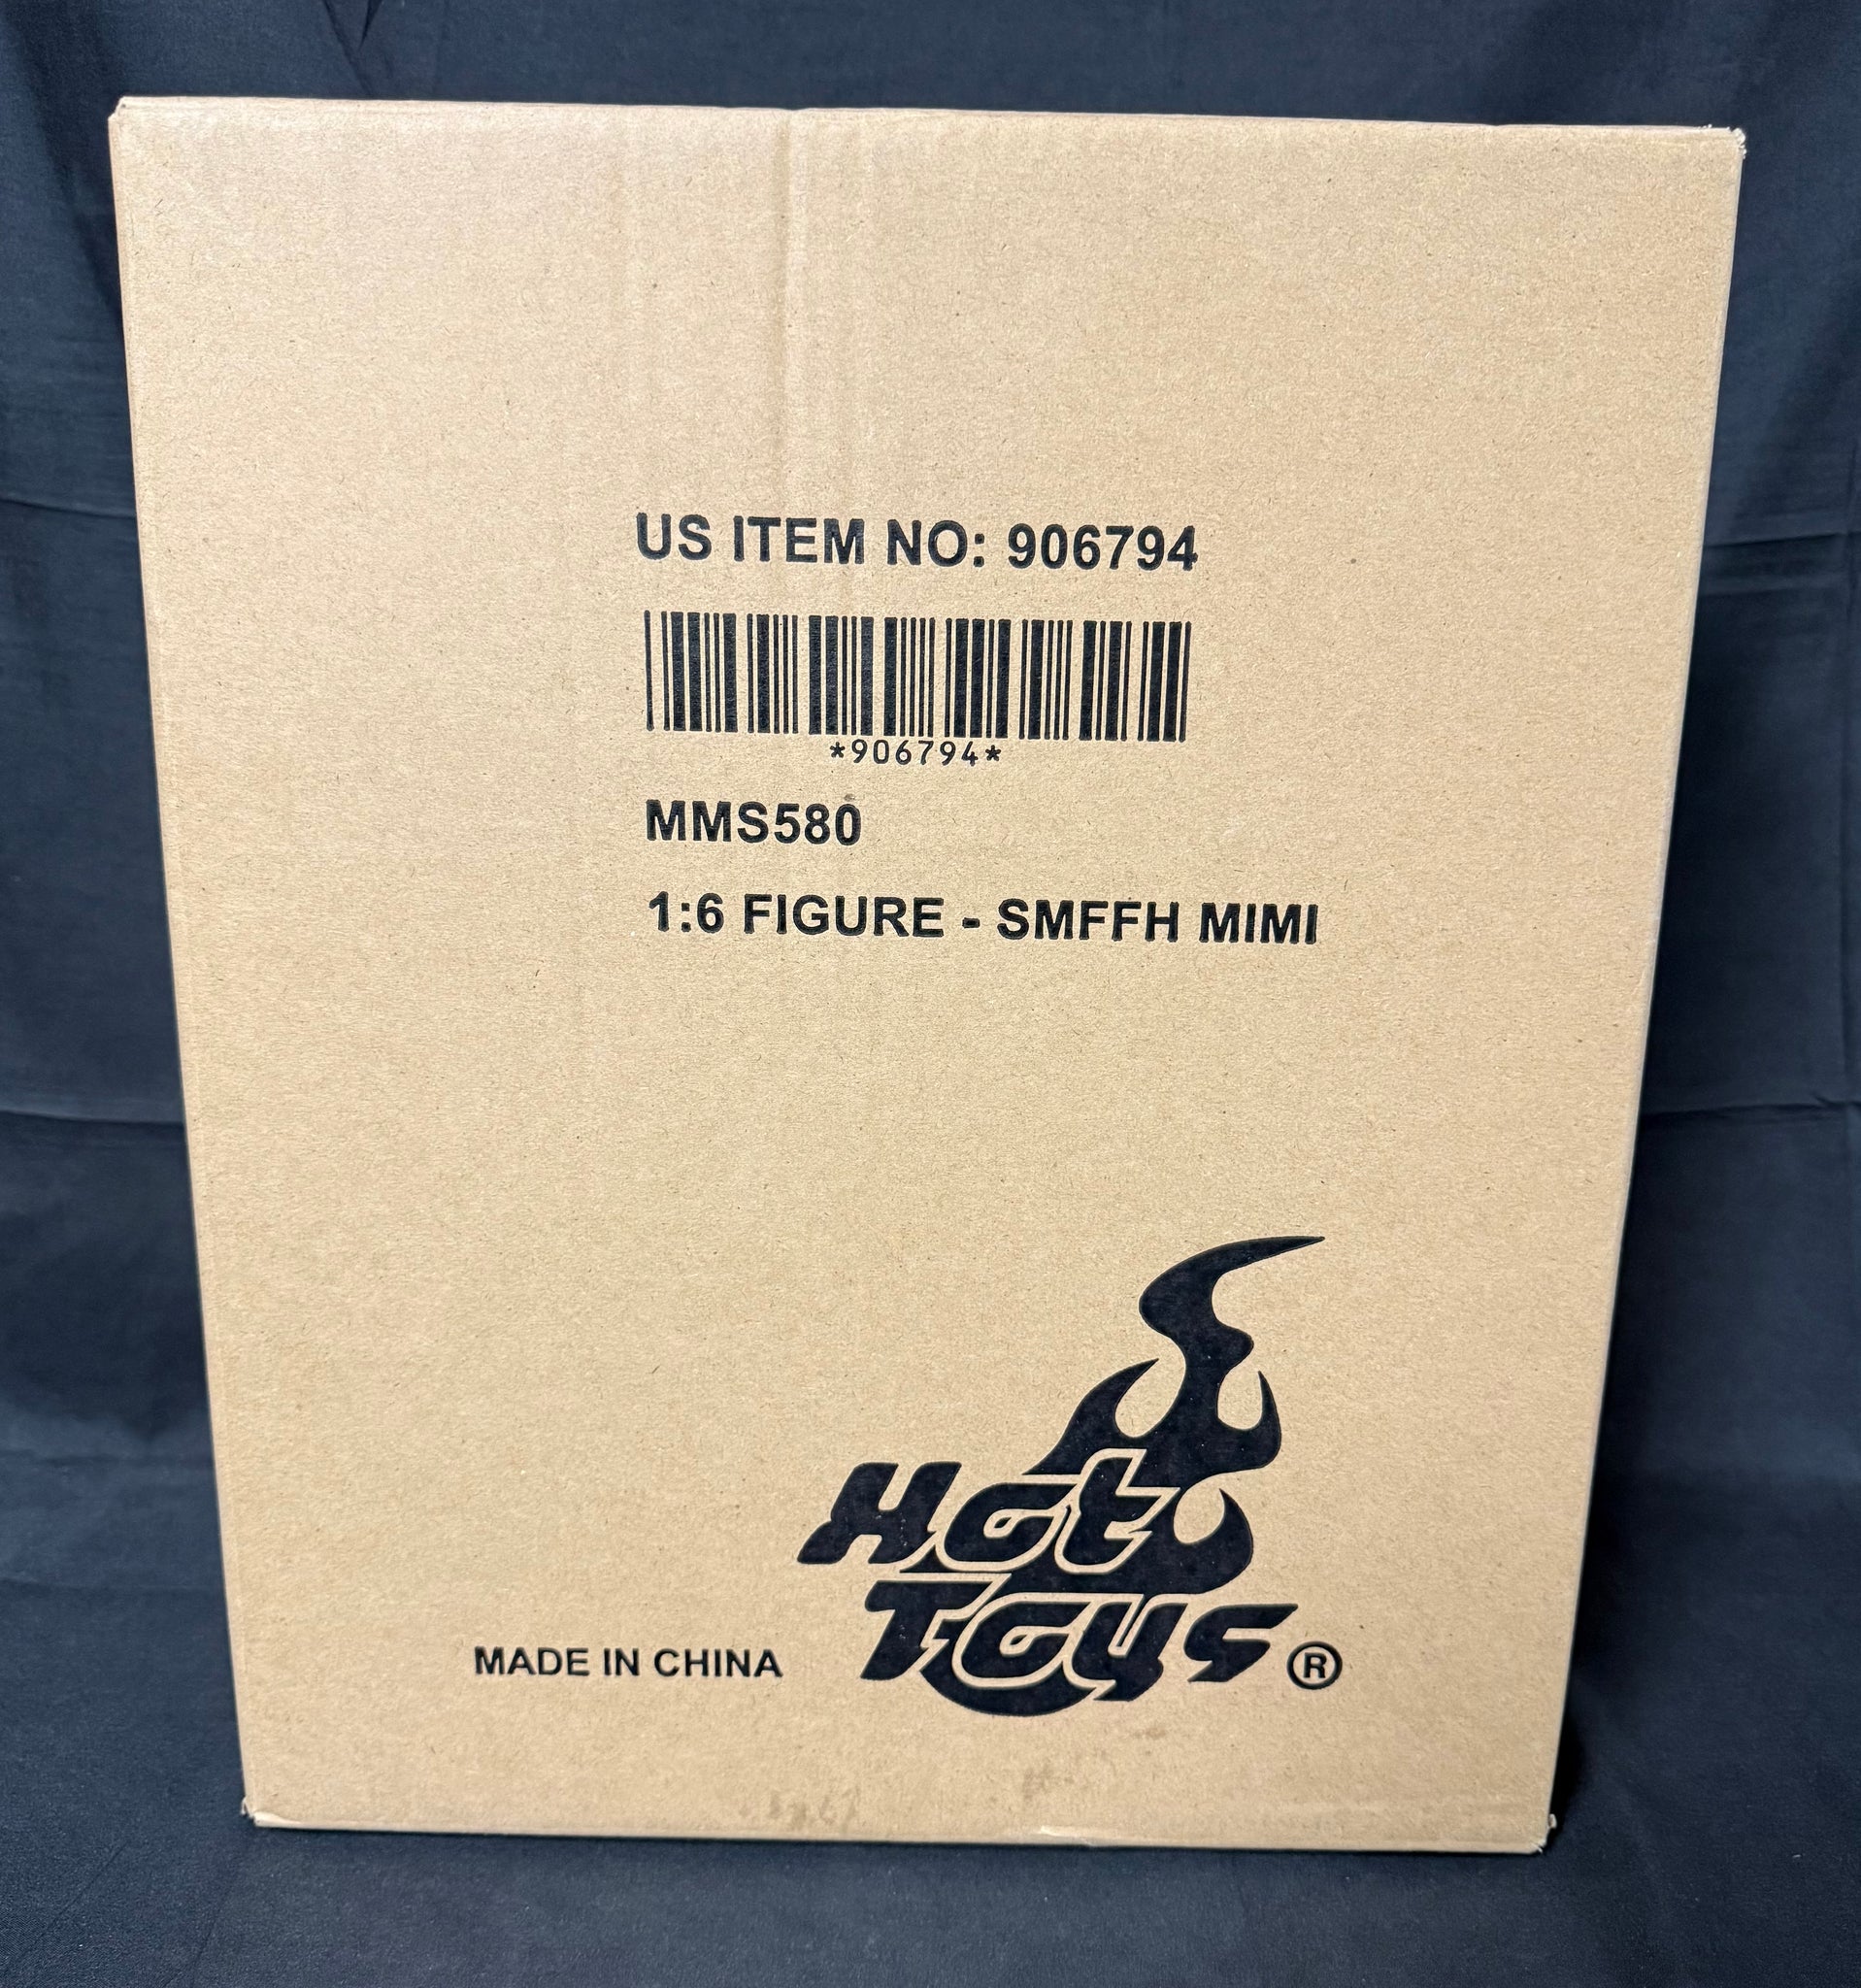 US ITEM NO: 906794
*906794*
MMS580
1:6 FIGURE - SMFFH MIMI
Hot
Toys®
MADE IN CHINA